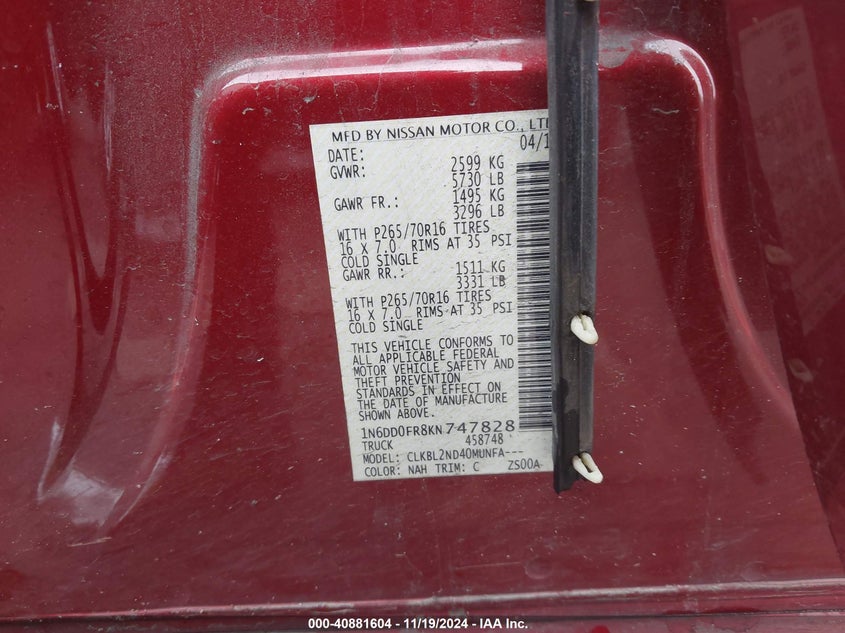 MFD BY NISSAN MOTOR CO., LT
DATE: 04/1
GVWR: 2599 KG
5730 LB
GAWR FR.: 1495 KG
3296 LB
WITH P265/70R16 TIRES
16 X 7.0 RIMS AT 35 PSI
COLD SINGLE
GAWR RR.: 1511 KG
3331 LB
WITH P265/70R16 TIRES
16 X 7.0 RIMS AT 35 PSI
COLD SINGLE
THIS VEHICLE CONFORMS TO
ALL APPLICABLE FEDERAL
MOTOR VEHICLE SAFETY AND
THEFT PREVENTION
STANDARDS IN EFFECT ON
THE DATE OF MANUFACTURE
SHOWN ABOVE.
1N6DD0FR8KN747828
TRUCK 458748
MODEL: CLKBL2ND40MUNFA---
COLOR: NAH TRIM: C ZS00A
000-40881604 - 11/19/2024 - IAA Inc.